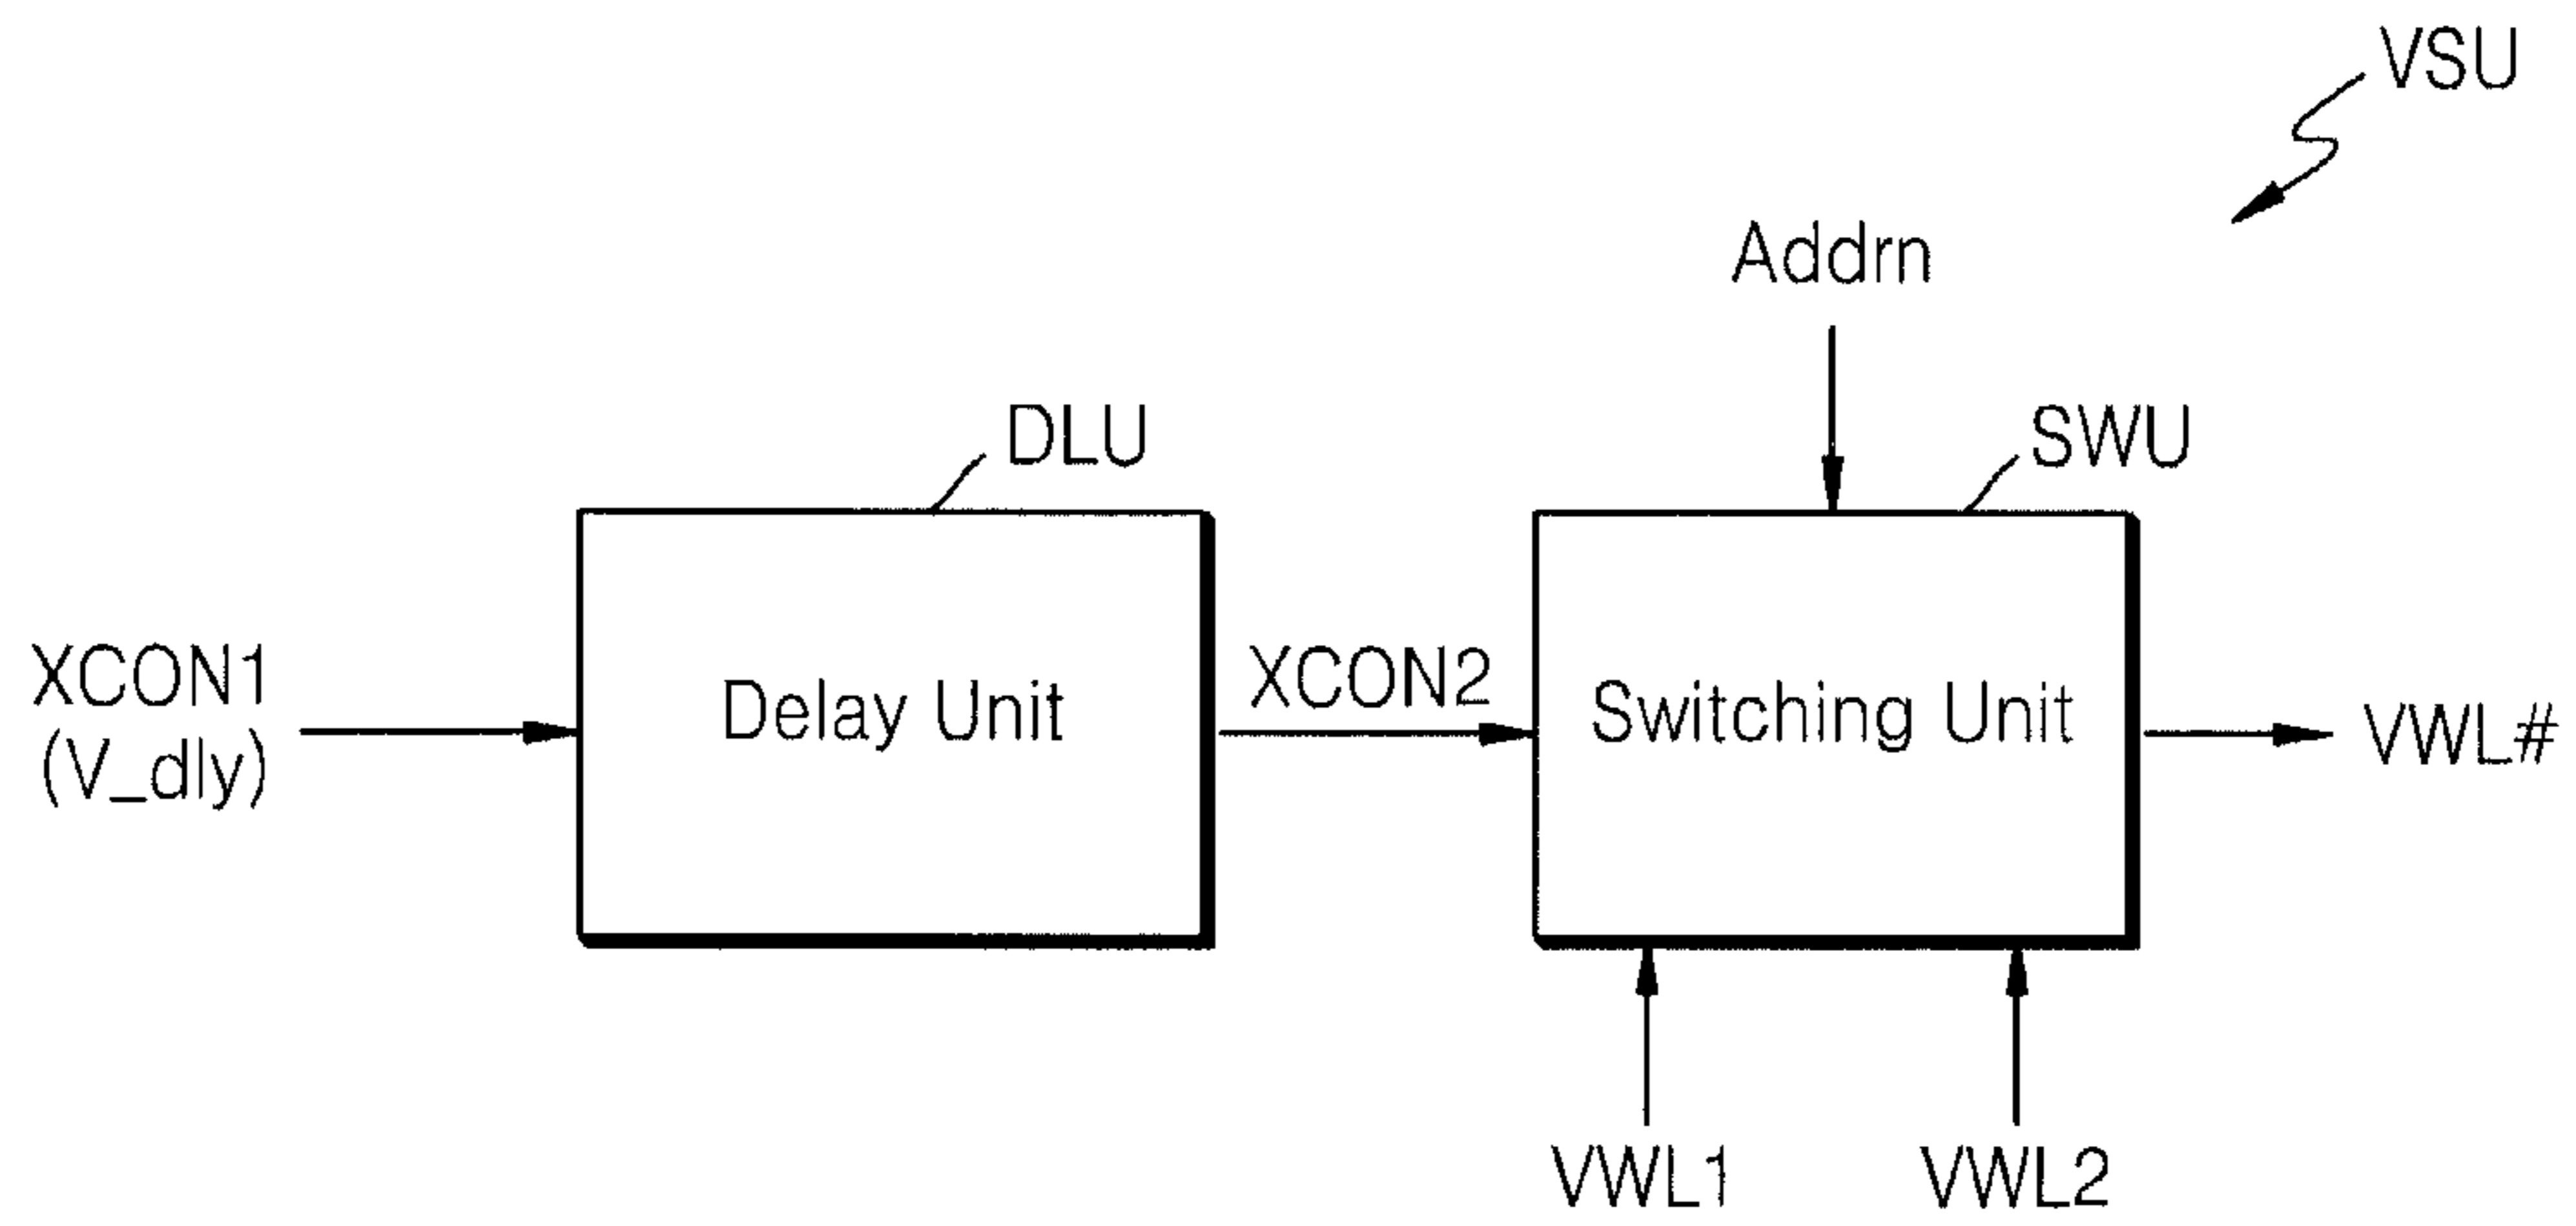 VSU
Addrn
DLU
SWU
XCON1
(V_dly)
Delay Unit
XCON2
Switching Unit
VWL#
VWL1
VWL2